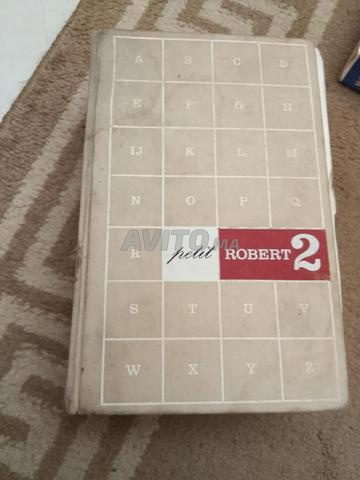 A B C D
E F G H
IJ K L M
N O P Q
R petit ROBERT 2
S T U V
W X Y Z
AVITO.MA